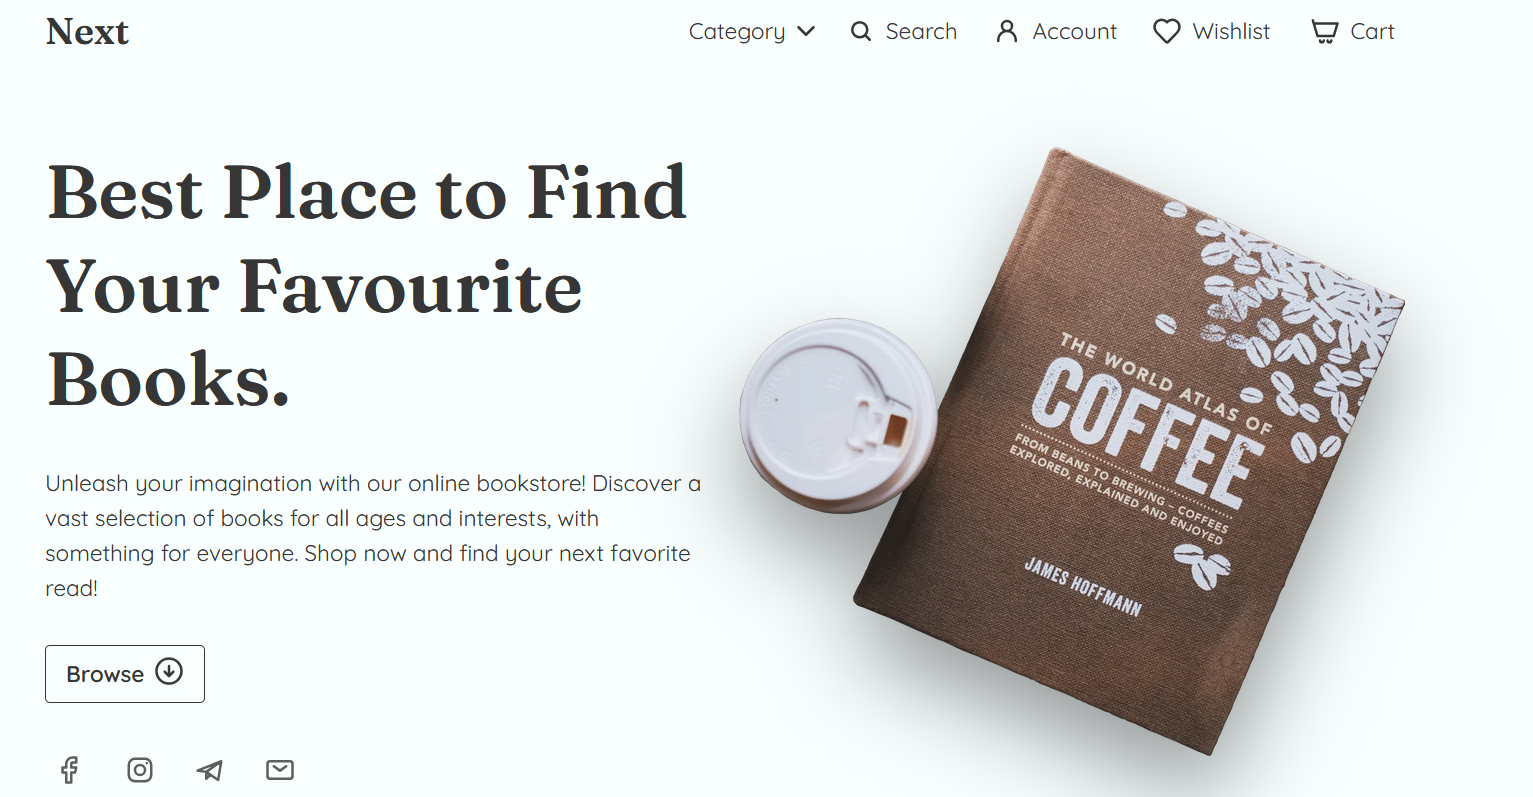 Next
Category
Search
Account
Wishlist
Cart
Best Place to Find
Your Favourite
Books.
Unleash your imagination with our online bookstore! Discover a
vast selection of books for all ages and interests, with
something for everyone. Shop now and find your next favorite
read!
Browse
THE WORLD ATLAS OF
COFFEE
FROM BEANS TO BREWING – COFFEES
EXPLORED, EXPLAINED AND ENJOYED
JAMES HOFFMANN